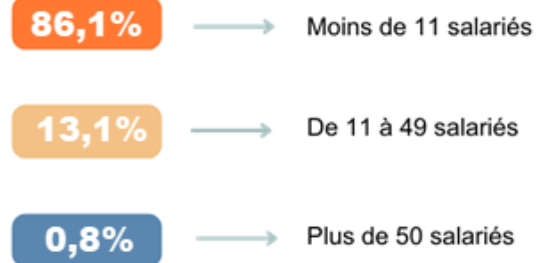 86,1% Moins de 11 salariés
13,1% De 11 à 49 salariés
0,8% Plus de 50 salariés